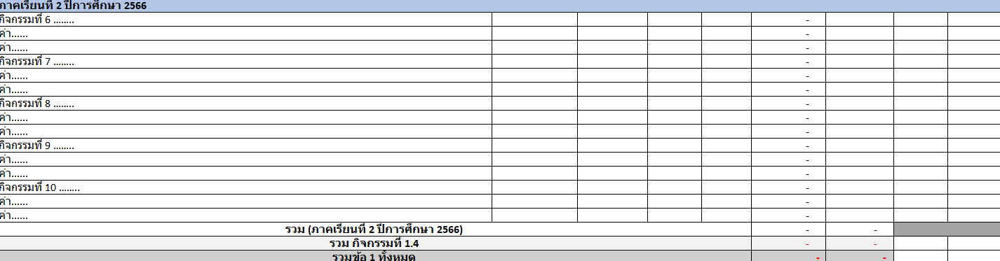 ภาคเรียนที่ 2 ปีการศึกษา 2566
กิจกรรมที่ 6 ........ -
ค่า...... -
ค่า...... -
กิจกรรมที่ 7 ........ -
ค่า...... -
ค่า...... -
กิจกรรมที่ 8 ........ -
ค่า...... -
ค่า...... -
กิจกรรมที่ 9 ........ -
ค่า...... -
ค่า...... -
กิจกรรมที่ 10 ........ -
ค่า...... -
ค่า...... -
รวม (ภาคเรียนที่ 2 ปีการศึกษา 2566) - -
รวม กิจกรรมที่ 1.4 - -
รวมข้อ 1 ทั้งหมด - -